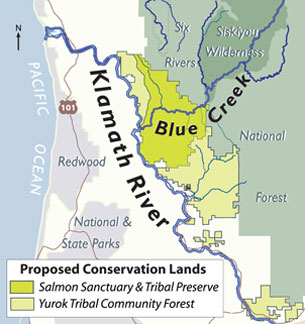 N
Six
Rivers
Siskiyou
Wilderness
PACIFIC
OCEAN
101
Klamath River
Blue Creek
Redwood
National
Forest
National &
State Parks
Proposed Conservation Lands
Salmon Sanctuary & Tribal Preserve
Yurok Tribal Community Forest